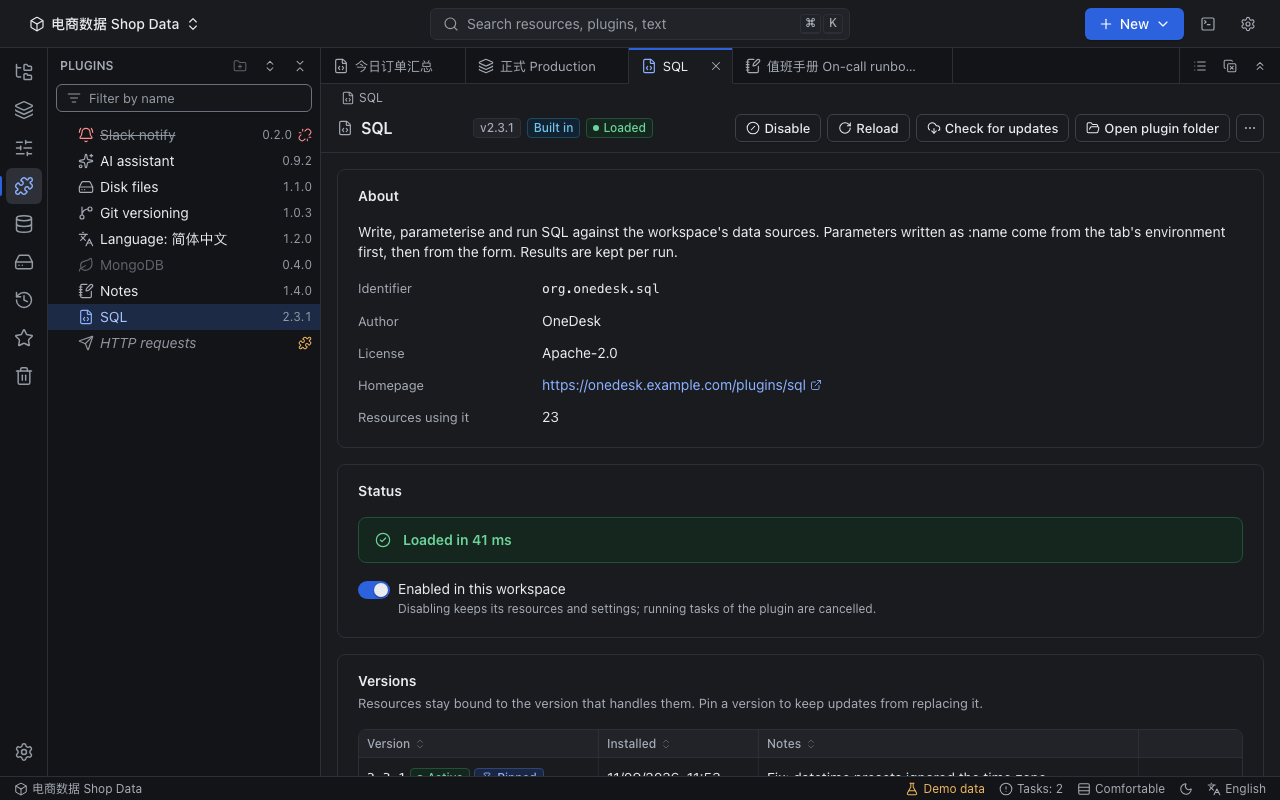 电商数据 Shop Data
Search resources, plugins, text ⌘ K
New
PLUGINS
Filter by name
Slack notify 0.2.0
AI assistant 0.9.2
Disk files 1.1.0
Git versioning 1.0.3
Language: 简体中文 1.2.0
MongoDB 0.4.0
Notes 1.4.0
SQL 2.3.1
HTTP requests
今日订单汇总
正式 Production
SQL
值班手册 On-call runbo...
SQL
SQL v2.3.1 Built in Loaded
Disable Reload Check for updates Open plugin folder
About
Write, parameterise and run SQL against the workspace's data sources. Parameters written as :name come from the tab's environment
first, then from the form. Results are kept per run.
Identifier org.onedesk.sql
Author OneDesk
License Apache-2.0
Homepage https://onedesk.example.com/plugins/sql
Resources using it 23
Status
Loaded in 41 ms
Enabled in this workspace
Disabling keeps its resources and settings; running tasks of the plugin are cancelled.
Versions
Resources stay bound to the version that handles them. Pin a version to keep updates from replacing it.
Version Installed Notes
电商数据 Shop Data
Demo data Tasks: 2 Comfortable English